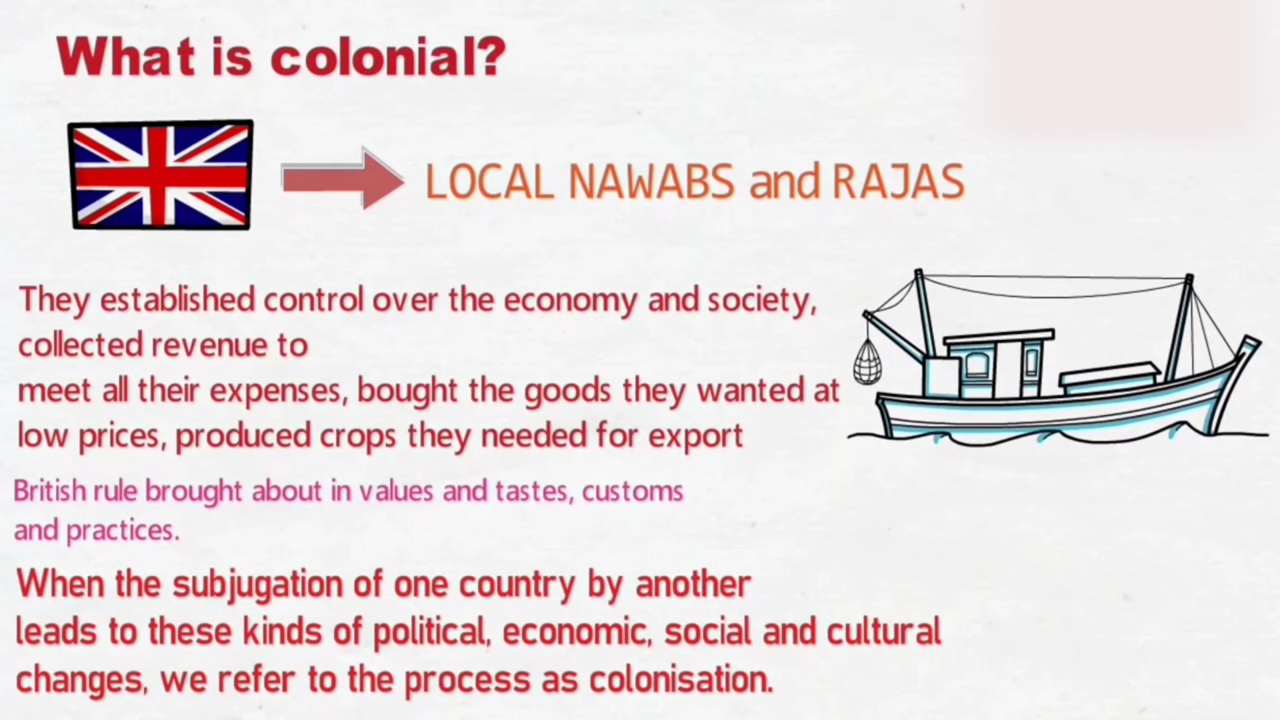 What is colonial?
LOCAL NAWABS and RAJAS
They established control over the economy and society,
collected revenue to
meet all their expenses, bought the goods they wanted at
low prices, produced crops they needed for export
British rule brought about in values and tastes, customs
and practices.
When the subjugation of one country by another
leads to these kinds of political, economic, social and cultural
changes, we refer to the process as colonisation.